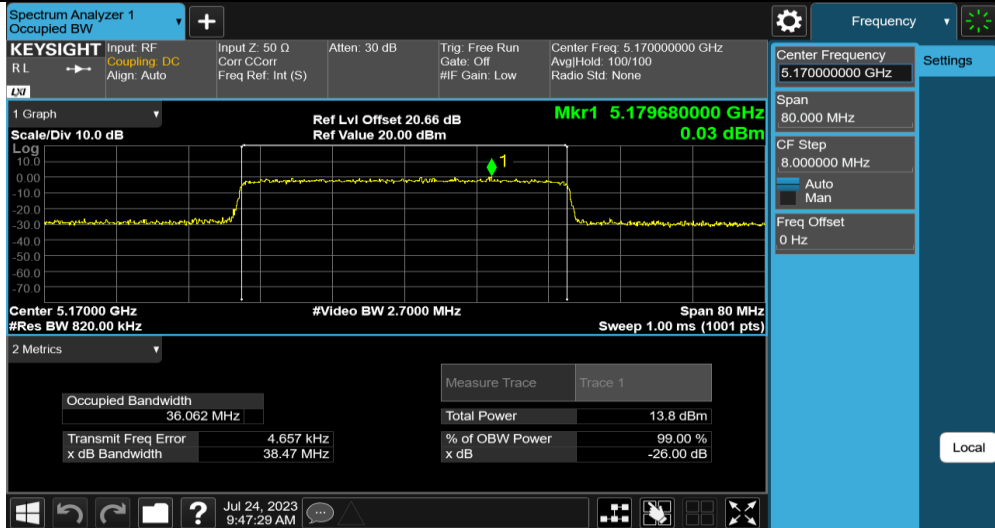 Spectrum Analyzer 1
Occupied BW
+
Frequency
KEYSIGHT
RL
LXI
Input: RF
Coupling: DC
Align: Auto
Input Z: 50 Ω
Corr CCorr
Freq Ref: Int (S)
Atten: 30 dB
Trig: Free Run
Gate: Off
#IF Gain: Low
Center Freq: 5.170000000 GHz
Avg|Hold: 100/100
Radio Std: None
Center Frequency
5.170000000 GHz
Settings
Span
80.000 MHz
CF Step
8.000000 MHz
Auto
Man
Freq Offset
0 Hz
1 Graph
Scale/Div 10.0 dB
Ref Lvl Offset 20.66 dB
Ref Value 20.00 dBm
Mkr1 5.179680000 GHz
0.03 dBm
Log
1
10.0
0.00
-10.0
-20.0
-30.0
-40.0
-50.0
-60.0
-70.0
Center 5.17000 GHz
#Res BW 820.00 kHz
#Video BW 2.7000 MHz
Span 80 MHz
Sweep 1.00 ms (1001 pts)
2 Metrics
Measure Trace Trace 1
Occupied Bandwidth
36.062 MHz
Total Power 13.8 dBm
Transmit Freq Error 4.657 kHz
% of OBW Power 99.00 %
x dB Bandwidth 38.47 MHz
x dB -26.00 dB
Local
?
Jul 24, 2023
9:47:29 AM